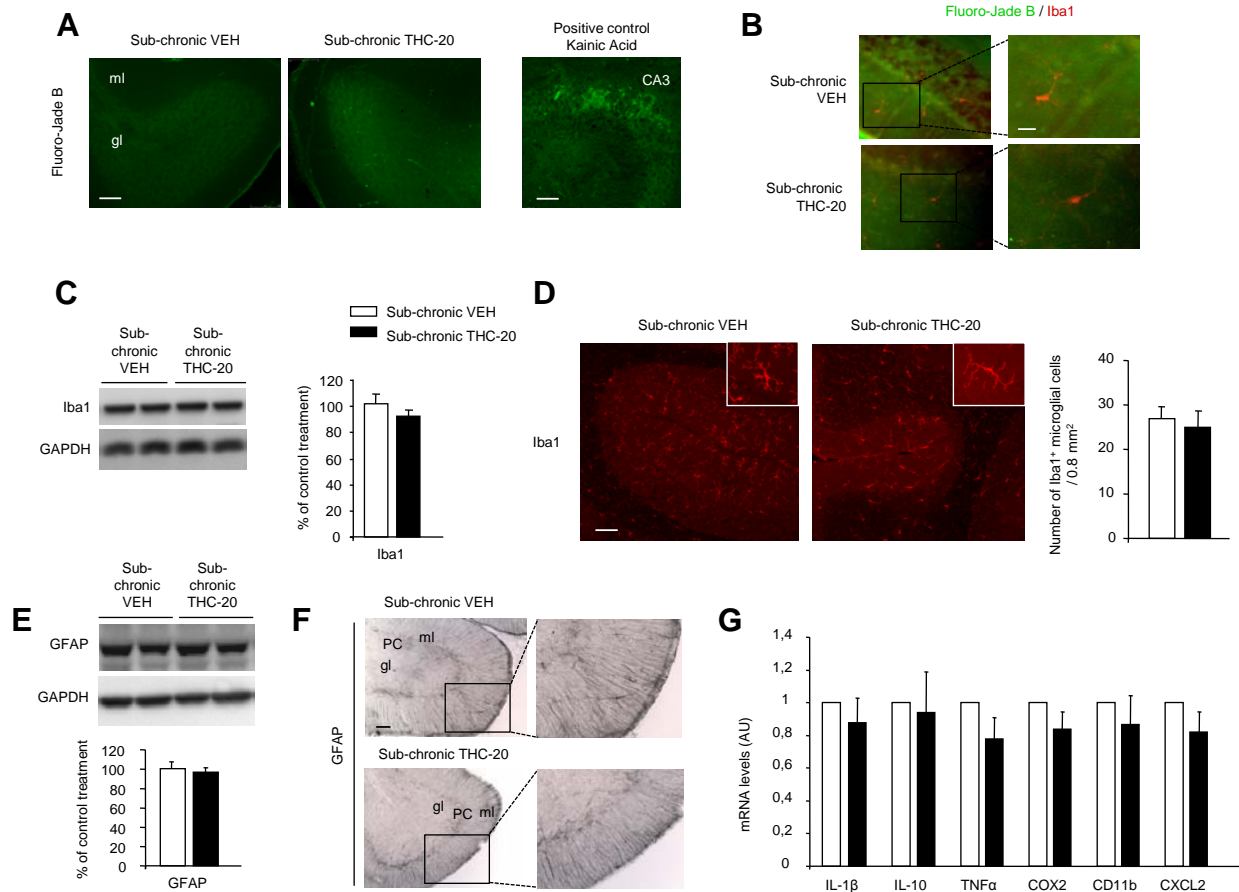 A
Sub-chronic VEH
Sub-chronic THC-20
Positive control
Kainic Acid
Fluoro-Jade B
ml
gl
CA3
B
Fluoro-Jade B / Iba1
Sub-chronic
VEH
Sub-chronic
THC-20
C
Sub-
chronic
VEH
Sub-
chronic
THC-20
Iba1
GAPDH
Sub-chronic VEH
Sub-chronic THC-20
% of control treatment
120
100
80
60
40
20
0
Iba1
D
Sub-chronic VEH
Sub-chronic THC-20
Iba1
Number of Iba1⁺ microglial cells
/ 0.8 mm²
40
30
20
10
0
E
Sub-
chronic
VEH
Sub-
chronic
THC-20
GFAP
GAPDH
% of control treatment
120
100
80
60
40
20
0
GFAP
F
Sub-chronic VEH
GFAP
PC
ml
gl
Sub-chronic THC-20
gl
PC
ml
G
mRNA levels (AU)
1,4
1,2
1
0,8
0,6
0,4
0,2
0
IL-1β
IL-10
TNFα
COX2
CD11b
CXCL2